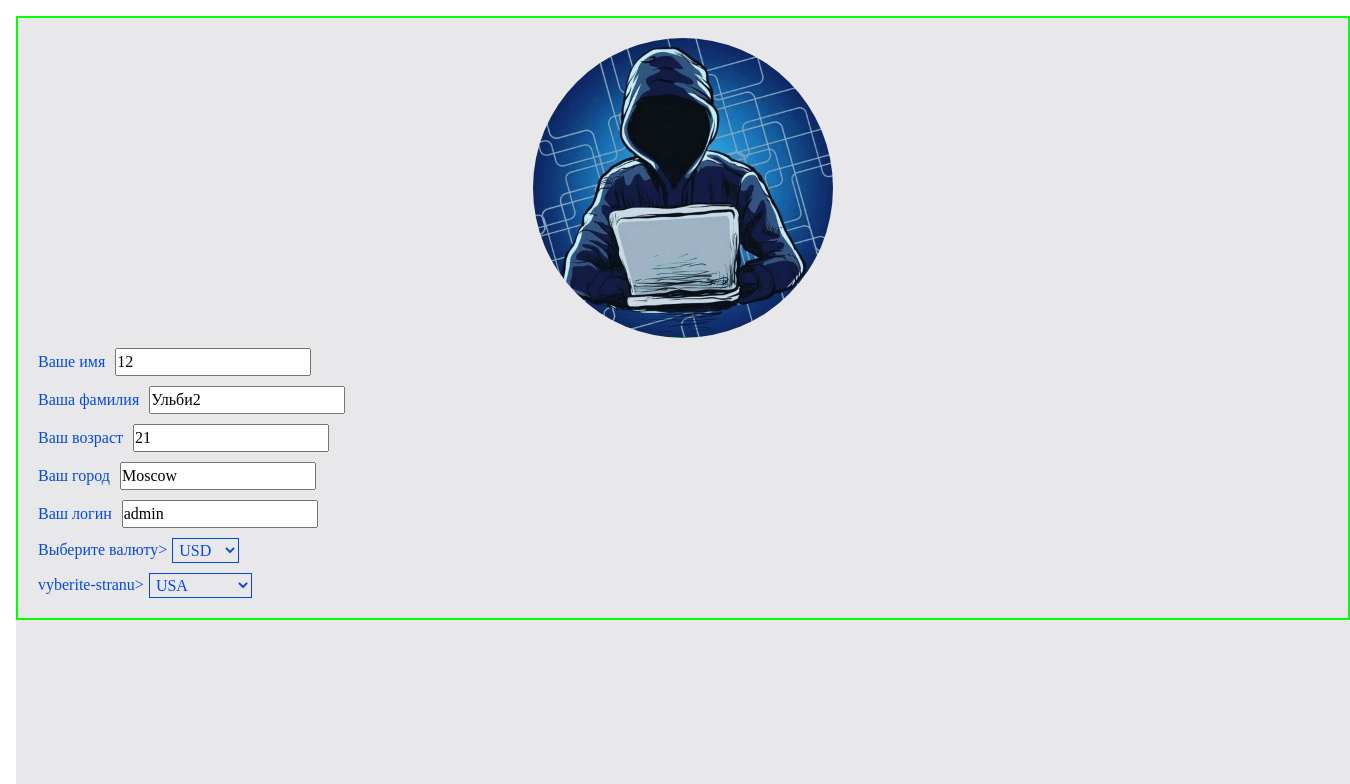 Ваше имя 12
Ваша фамилия Ульби2
Ваш возраст 21
Ваш город Moscow
Ваш логин admin
Выберите валюту> USD
vyberite-stranu> USA